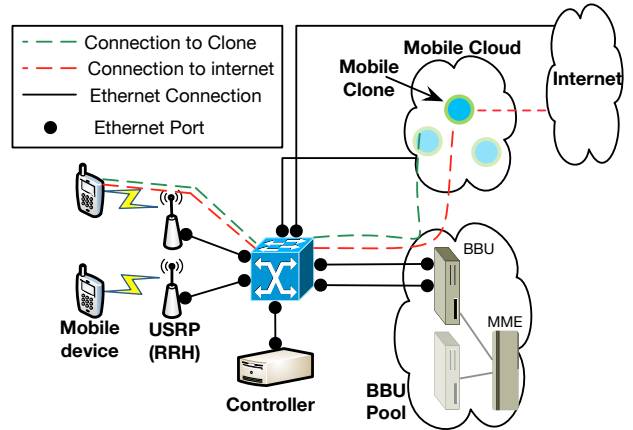 Connection to Clone
Connection to internet
Ethernet Connection
Ethernet Port
Mobile Cloud
Mobile
Clone
Internet
BBU
MME
Mobile
device
USRP
(RRH)
Controller
BBU
Pool